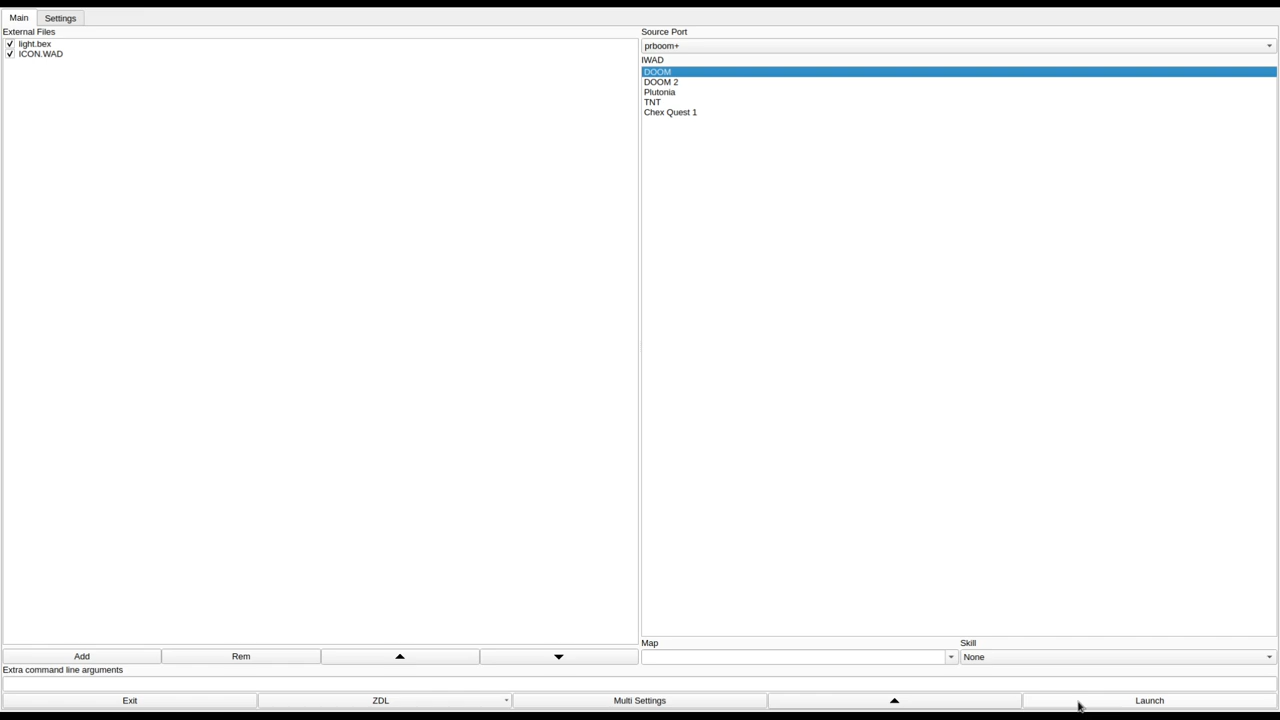 Main
Settings
External Files
light.bex
ICON.WAD
Source Port
prboom+
IWAD
DOOM
DOOM 2
Plutonia
TNT
Chex Quest 1
Map
Skill
None
Add
Rem
Extra command line arguments
Exit
ZDL
Multi Settings
Launch